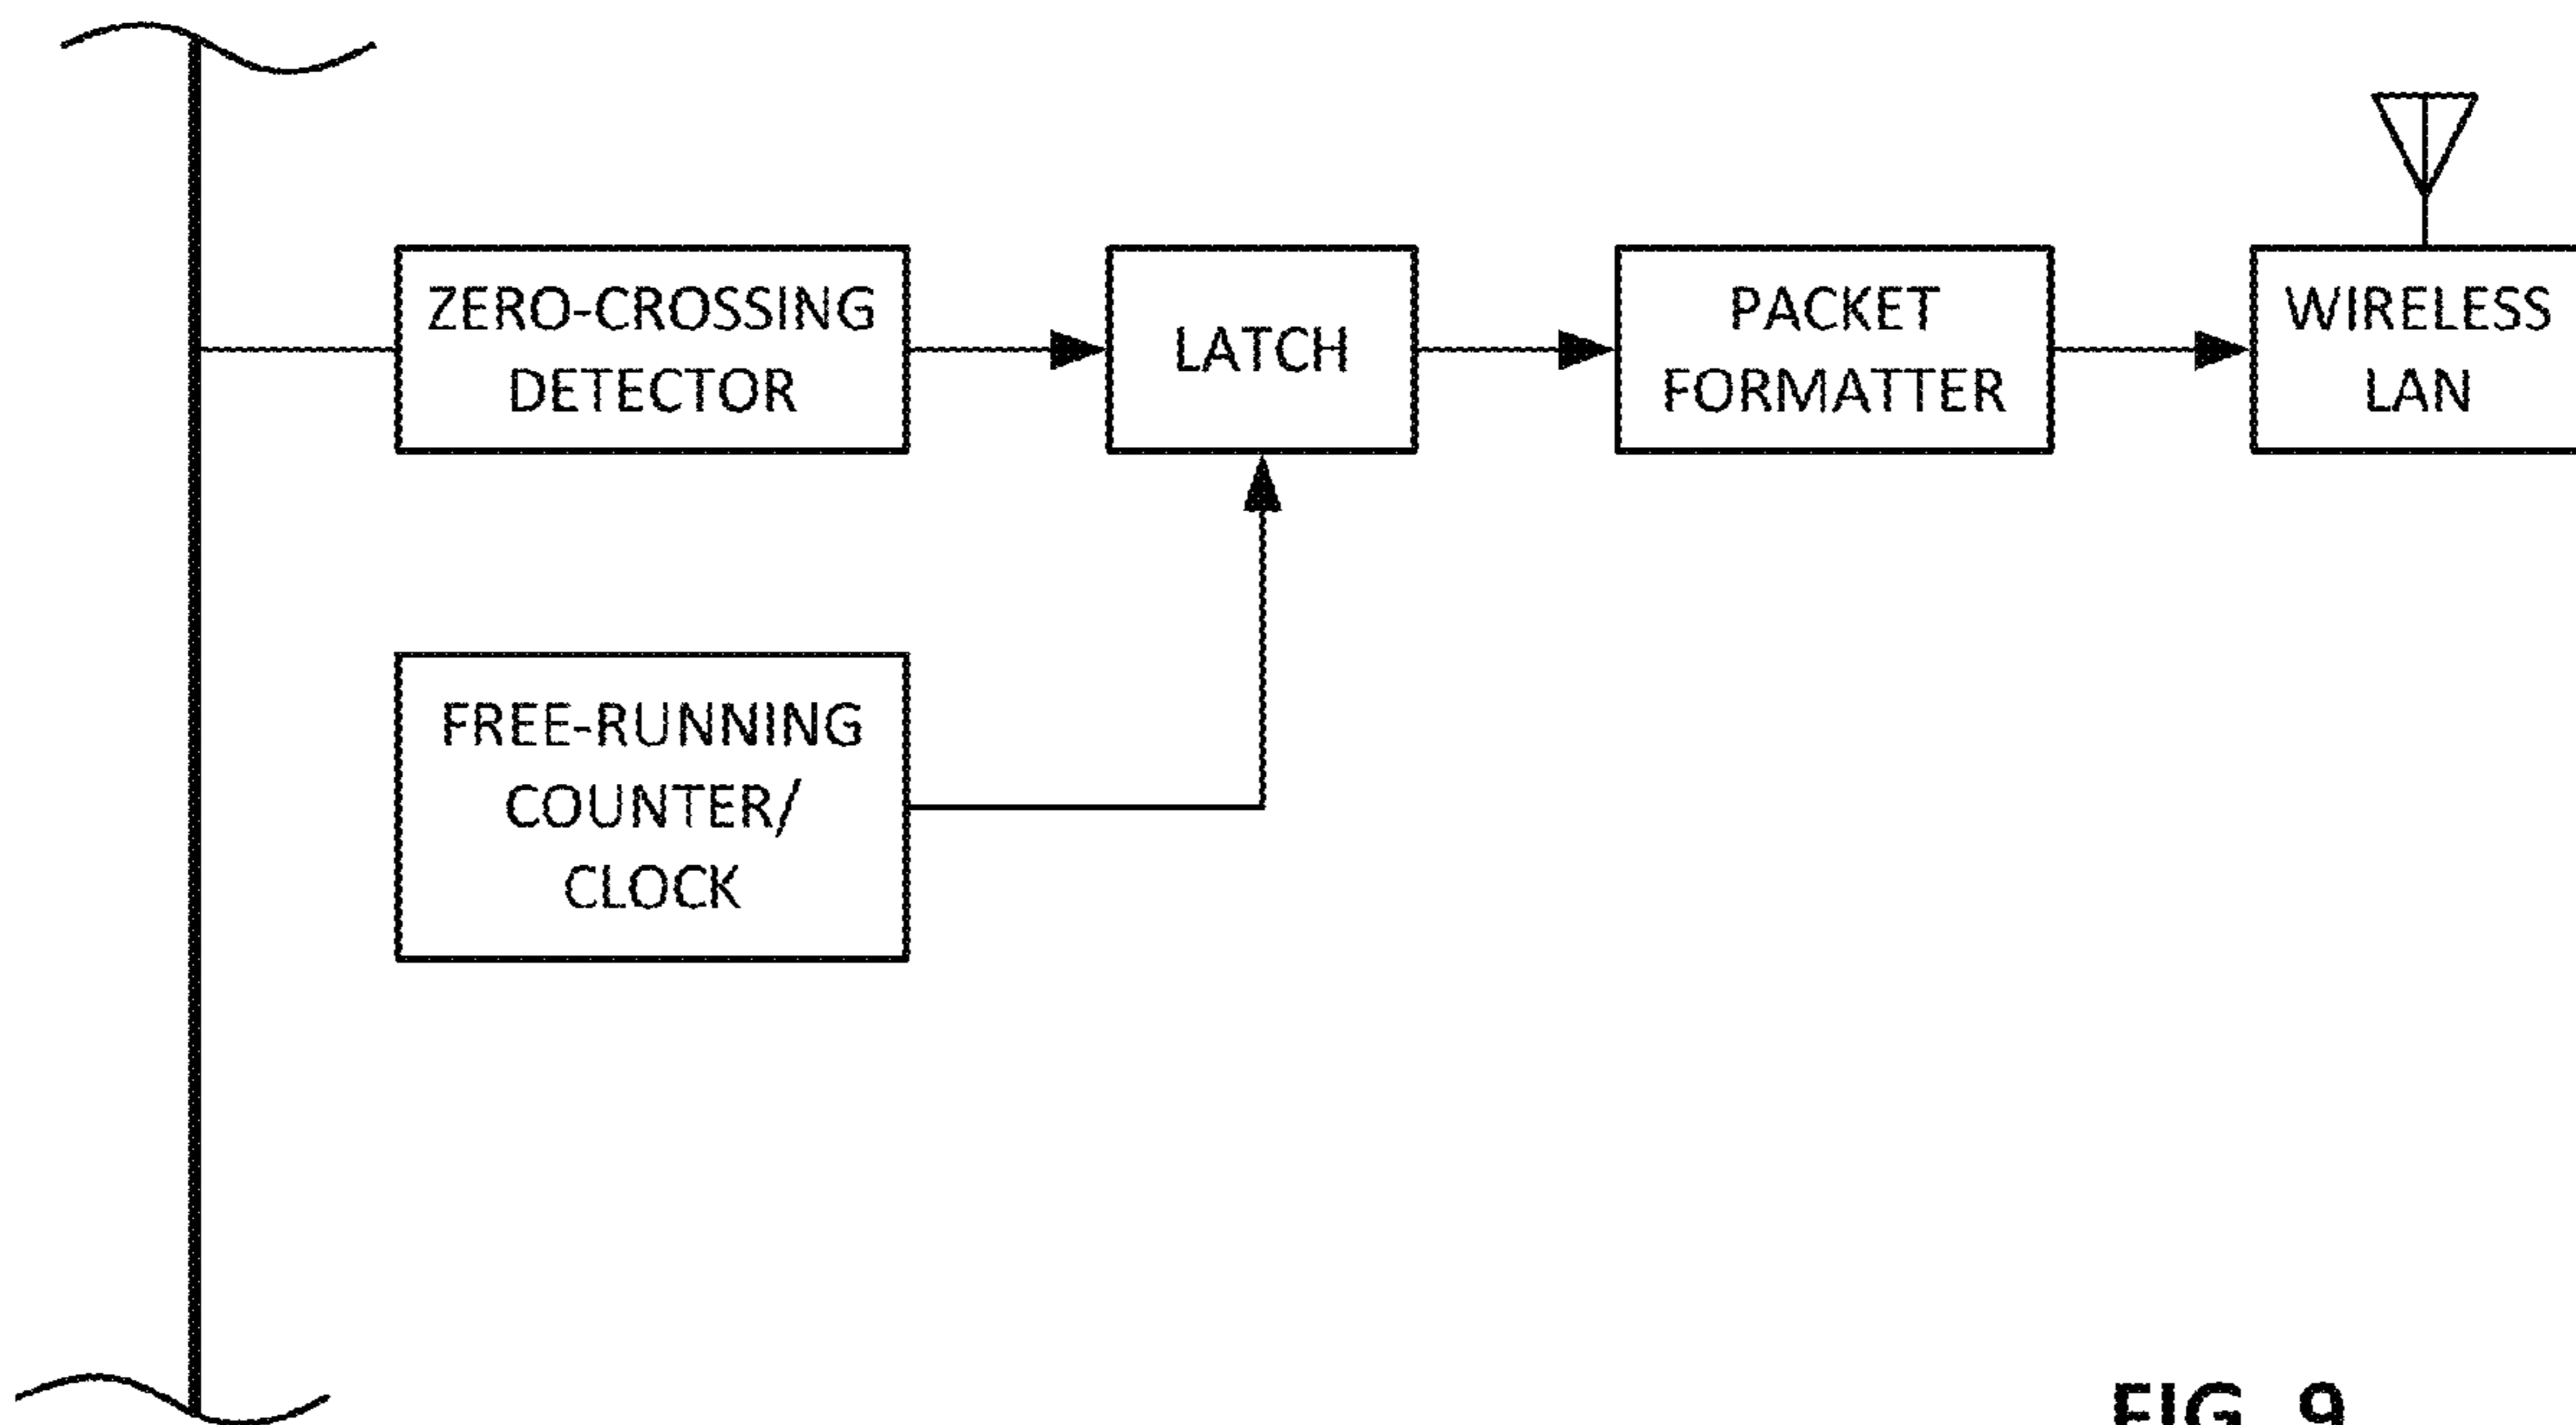 ZERO-CROSSING
DETECTOR
LATCH
PACKET
FORMATTER
WIRELESS
LAN
FREE-RUNNING
COUNTER/
CLOCK
FIG. 9